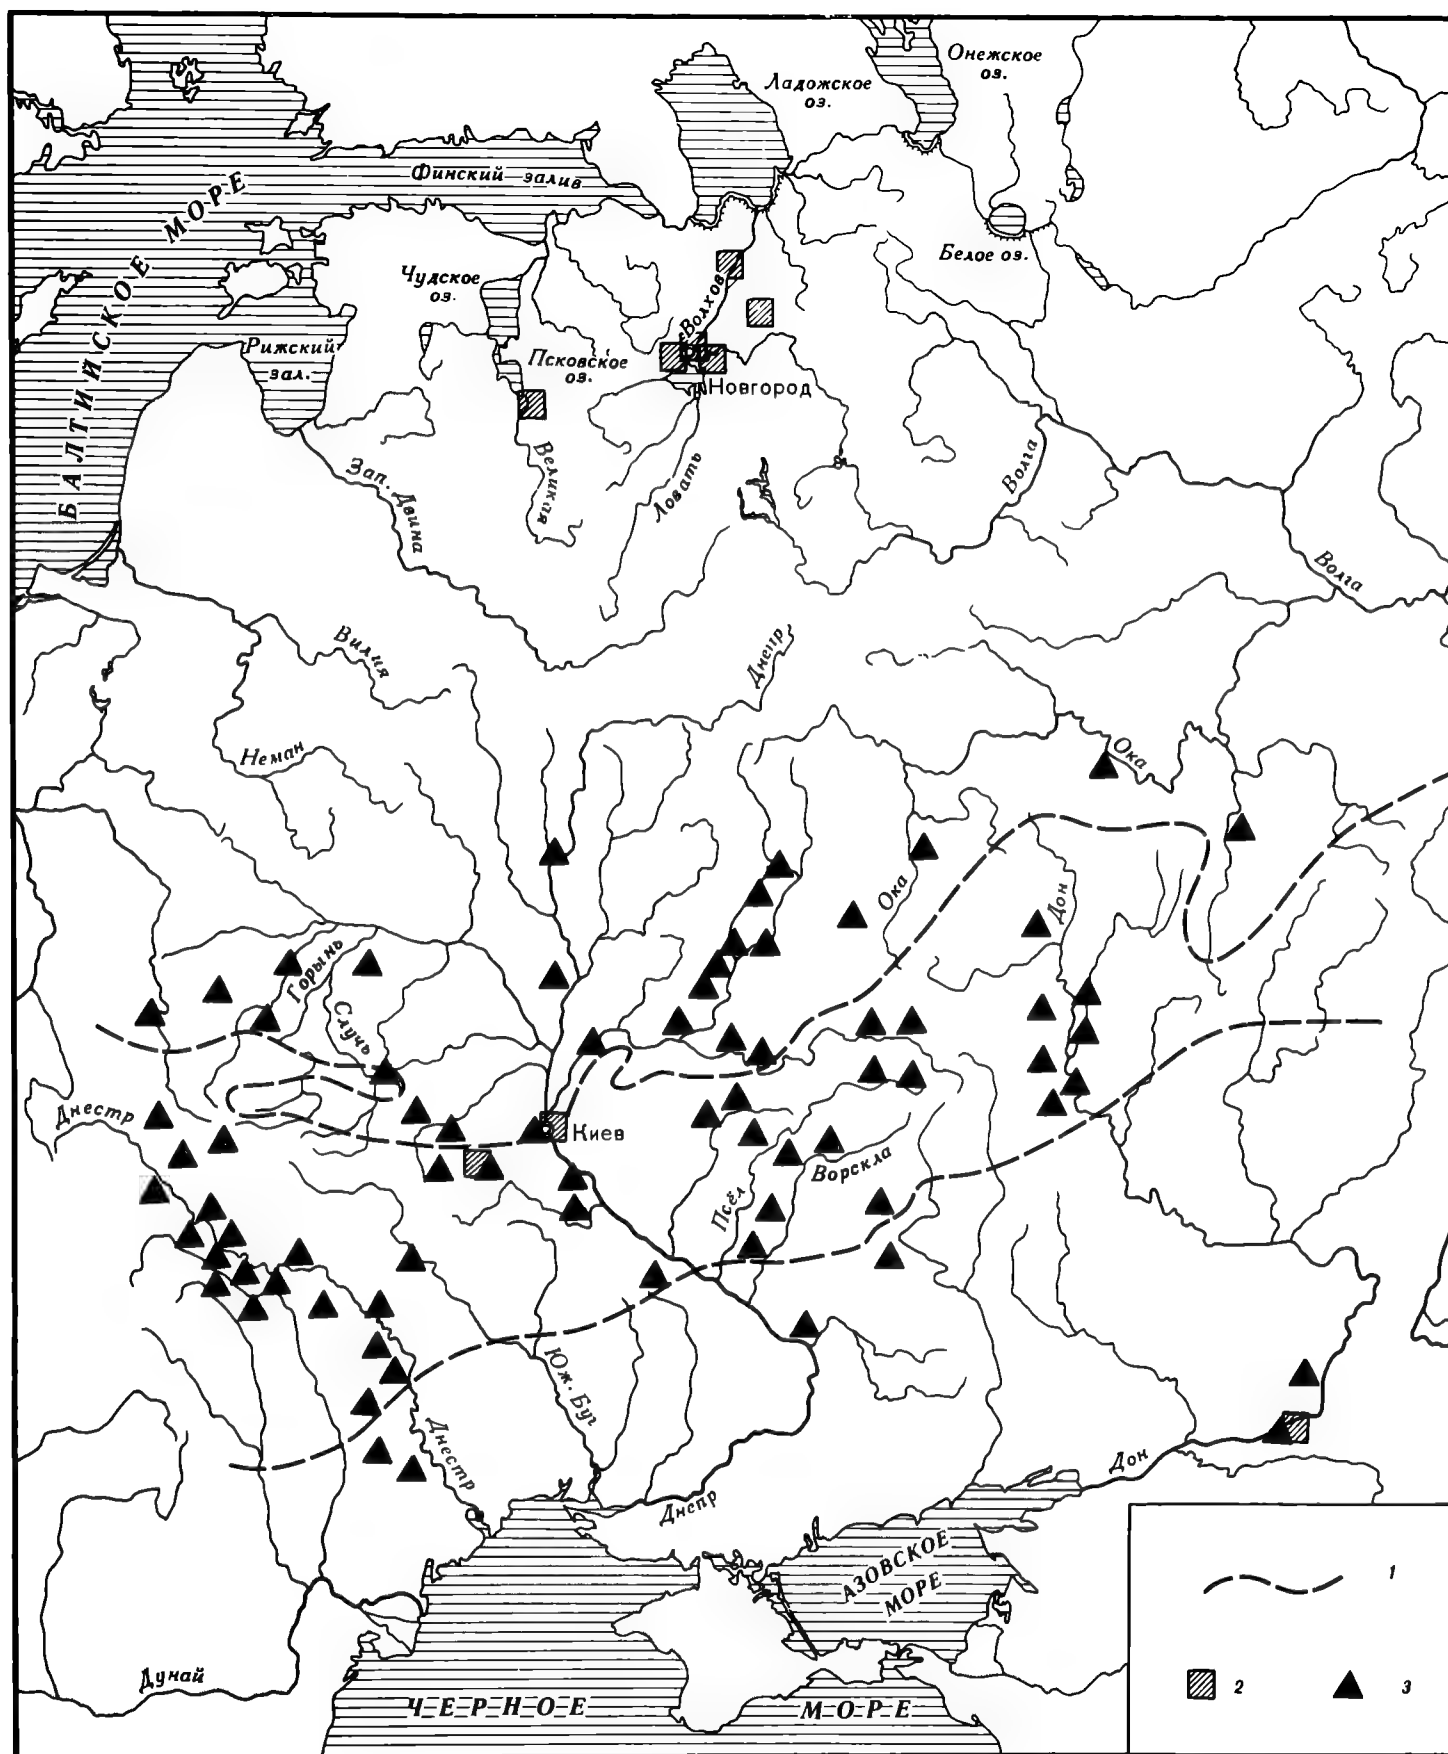 Онежское
оз.
Ладожское
оз.
Финский залив
БАЛТИЙСКОЕ МОРЕ
Белое оз.
Чудское
оз.
Волхов
Рижский
зал.
Псковское
оз.
Новгород
Великая
Ловать
Зап. Двина
Волга
Волга
Вилия
Днепр
Неман
Ока
Ока
Дон
Горынь
Случь
Днестр
Киев
Ворскла
Псёл
Юж. Буг
Днестр
Днепр
Дон
АЗОВСКОЕ
МОРЕ
Дунай
ЧЕРНОЕ МОРЕ
1
2
3